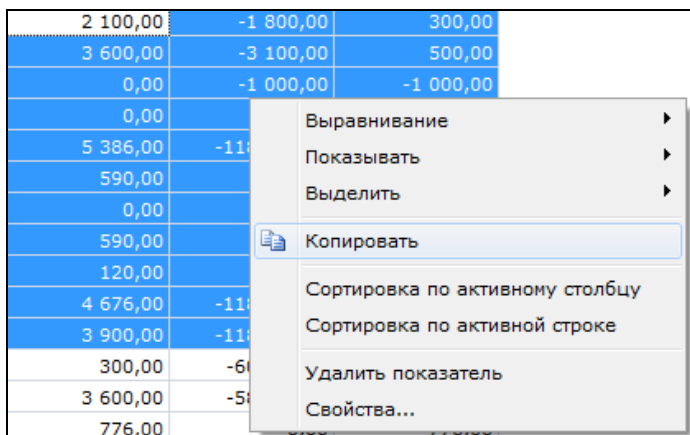 2 100,00 -1 800,00 300,00
3 600,00 -3 100,00 500,00
0,00 -1 000,00 -1 000,00
0,00
Выравнивание
5 386,00
Показывать
590,00
Выделить
0,00
590,00
Копировать
120,00
Сортировка по активному столбцу
4 676,00
Сортировка по активной строке
3 900,00
300,00
Удалить показатель
3 600,00
Свойства...
776,00